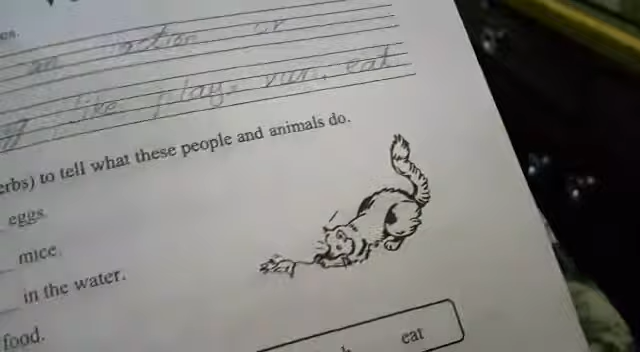 es.
an action or
like play, run, eat
erbs) to tell what these people and animals do.
eggs.
mice.
in the water.
food.
eat